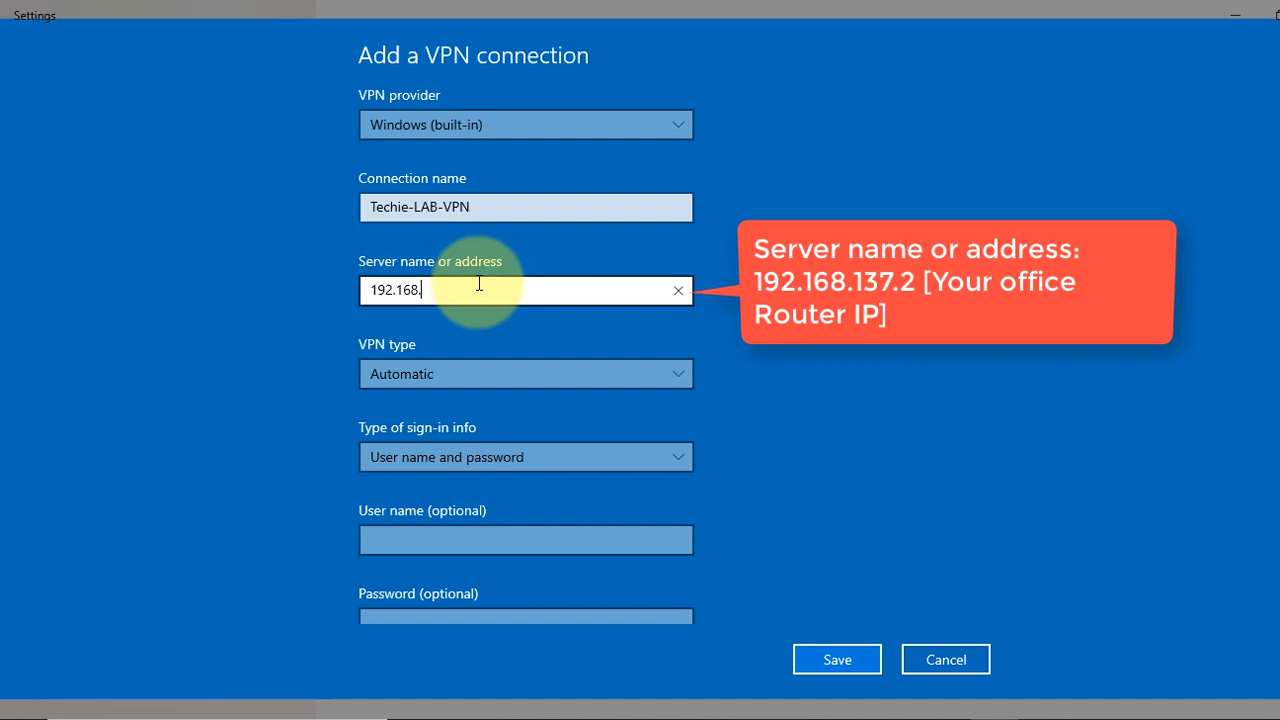 Settings
Add a VPN connection
VPN provider
Windows (built-in)
Connection name
Techie-LAB-VPN
Server name or address
192.168.
Server name or address:
192.168.137.2 [Your office
Router IP]
VPN type
Automatic
Type of sign-in info
User name and password
User name (optional)
Password (optional)
Save
Cancel